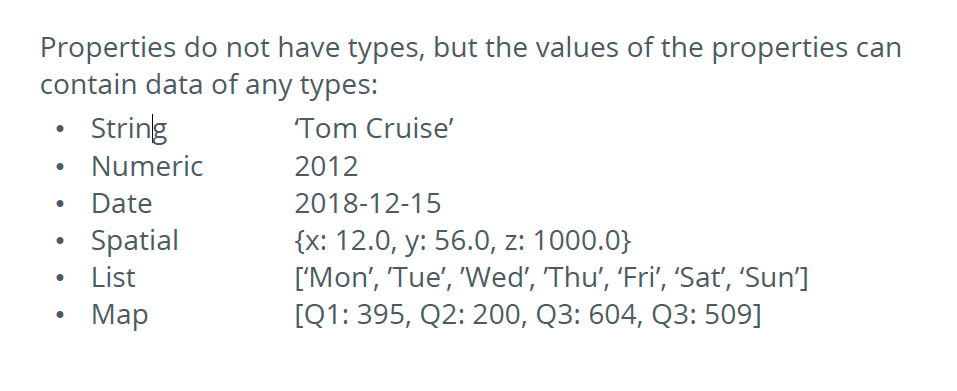 Properties do not have types, but the values of the properties can
contain data of any types:
• String ‘Tom Cruise’
• Numeric 2012
• Date 2018-12-15
• Spatial {x: 12.0, y: 56.0, z: 1000.0}
• List [‘Mon’, ’Tue’, ’Wed’, ’Thu’, ‘Fri’, ‘Sat’, ‘Sun’]
• Map [Q1: 395, Q2: 200, Q3: 604, Q3: 509]